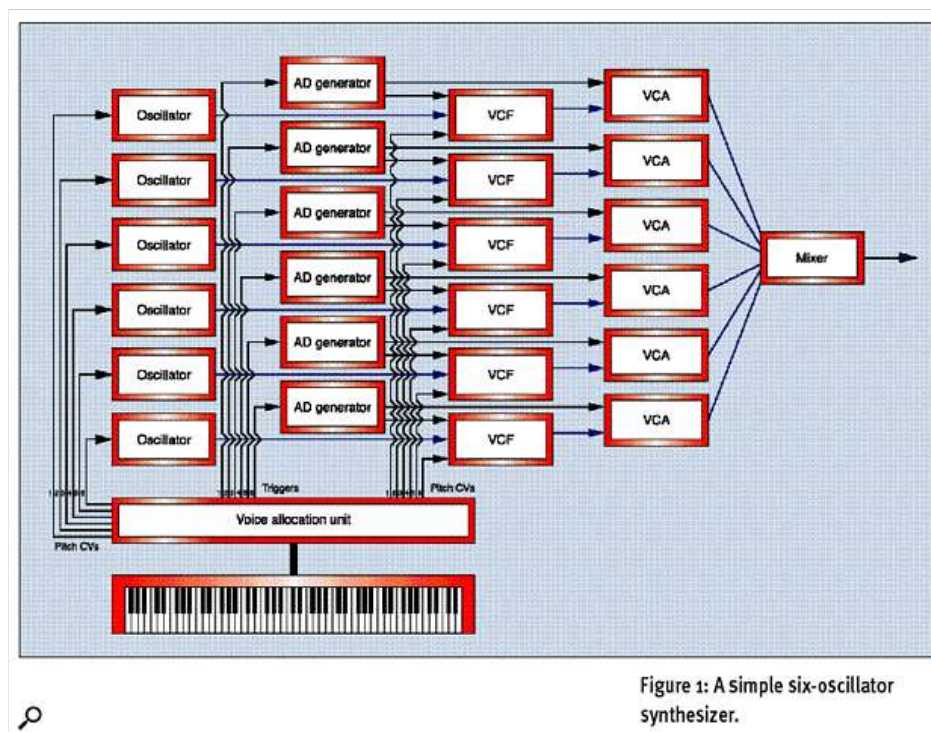 AD generator
VCA
Oscillator
VCF
AD generator
VCA
Oscillator
VCF
AD generator
VCA
Oscillator
VCF
Mixer
AD generator
VCA
Oscillator
VCF
AD generator
VCA
Oscillator
VCF
AD generator
VCA
Oscillator
VCF
Triggers
Pitch CVs
Voice allocation unit
Pitch CVs
Figure 1: A simple six-oscillator
synthesizer.